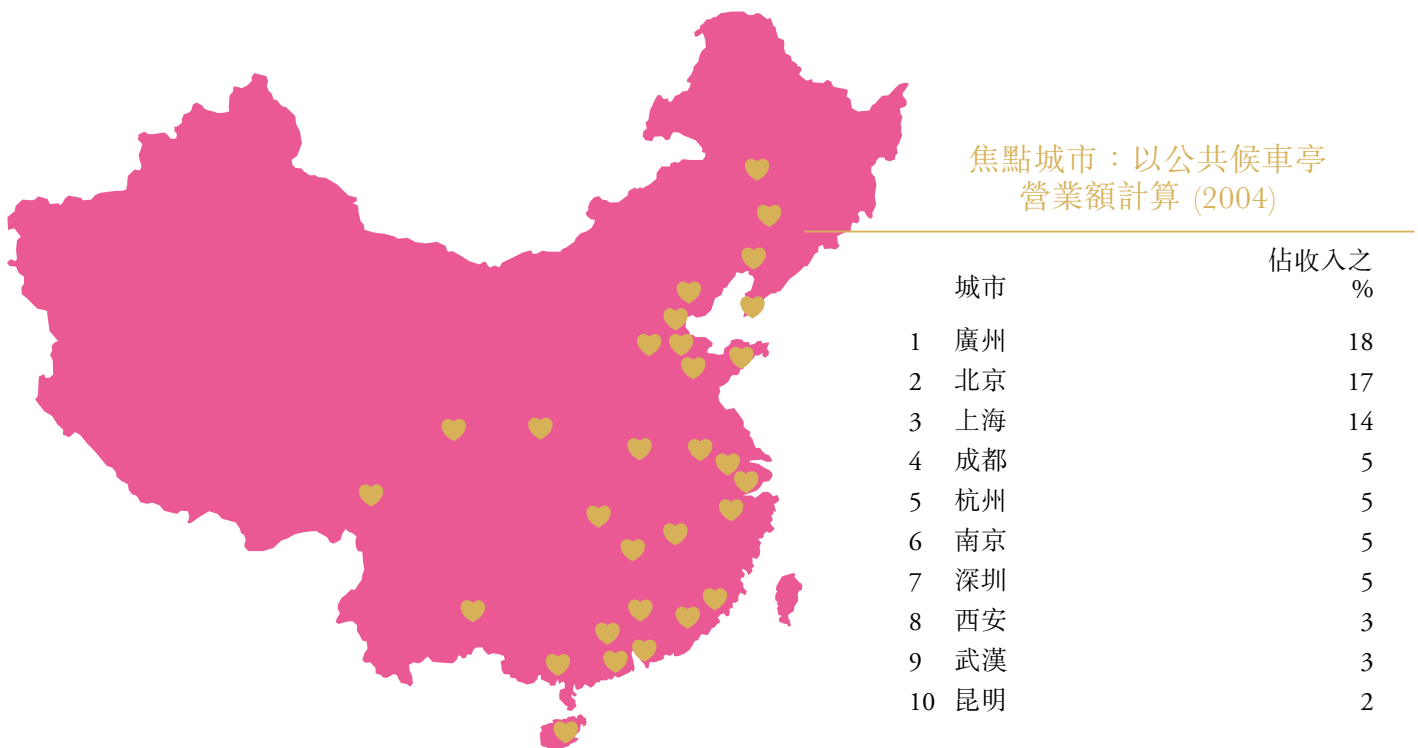 焦點城市：以公共候車亭
營業額計算 (2004)
佔收入之
城市 %
1 廣州 18
2 北京 17
3 上海 14
4 成都 5
5 杭州 5
6 南京 5
7 深圳 5
8 西安 3
9 武漢 3
10 昆明 2